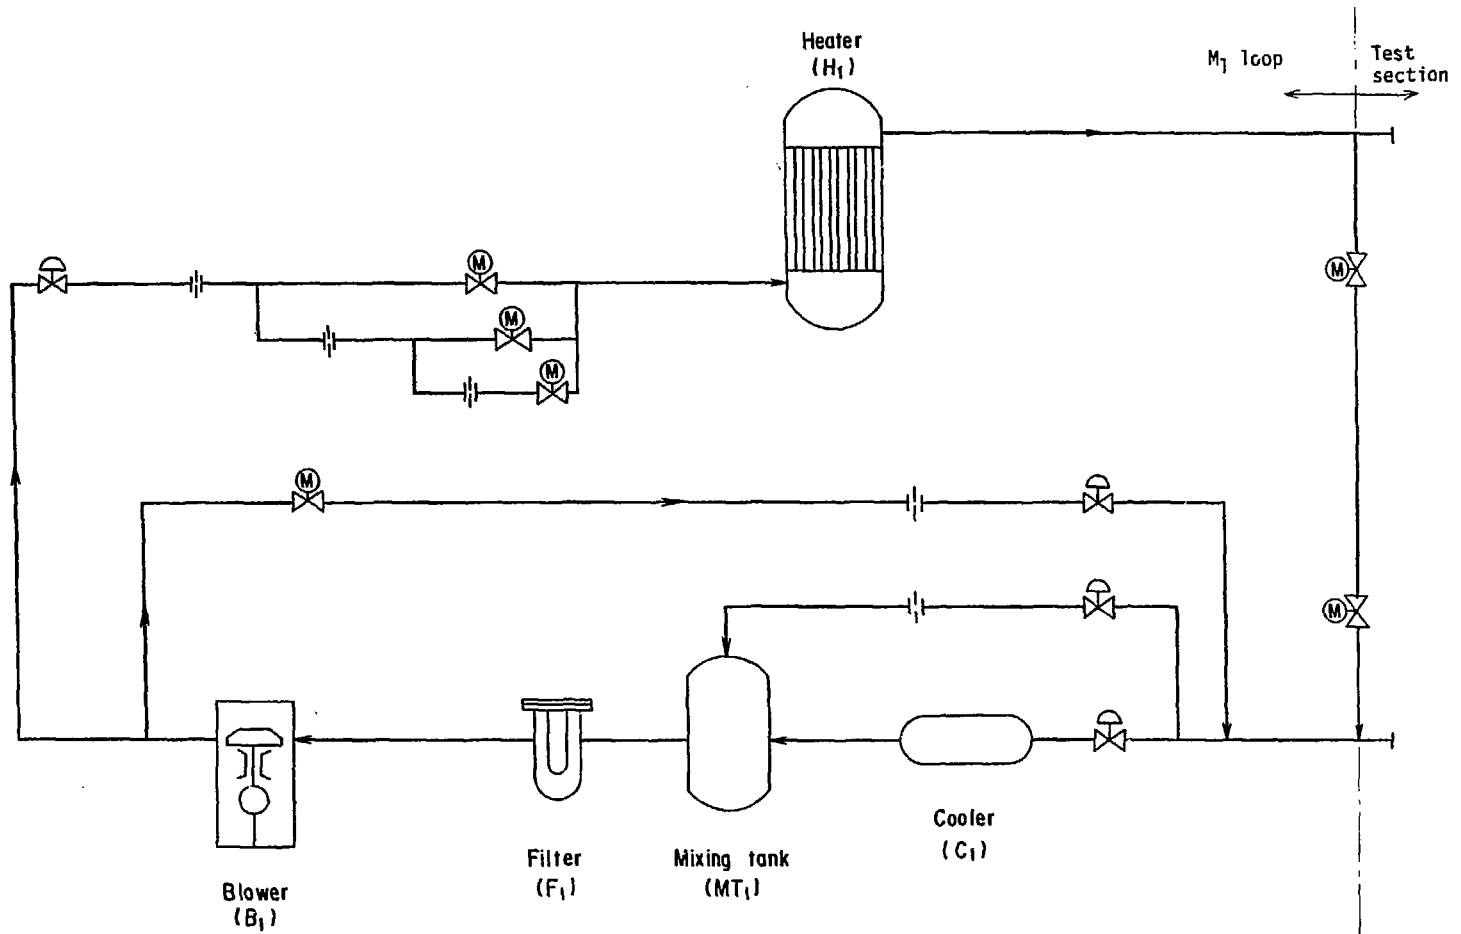 Heater
(H₁)
M₁ loop
Test
section
M
M
M
M
M
M
Cooler
(C₁)
Filter
(F₁)
Mixing tank
(MT₁)
Blower
(B₁)